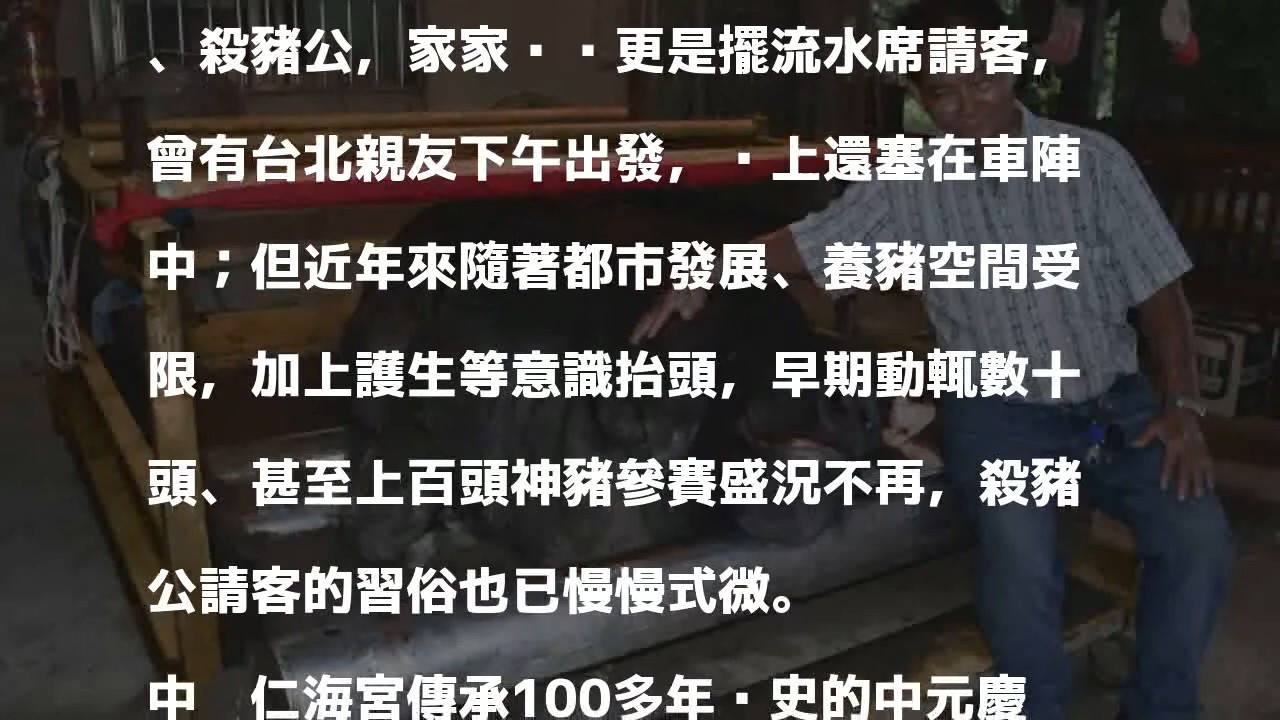 、殺豬公，家家··更是擺流水席請客，
曾有台北親友下午出發，·上還塞在車陣
中；但近年來隨著都市發展、養豬空間受
限，加上護生等意識抬頭，早期動輒數十
頭、甚至上百頭神豬參賽盛況不再，殺豬
公請客的習俗也已慢慢式微。
中　仁海宮傳承100多年·史的中元慶